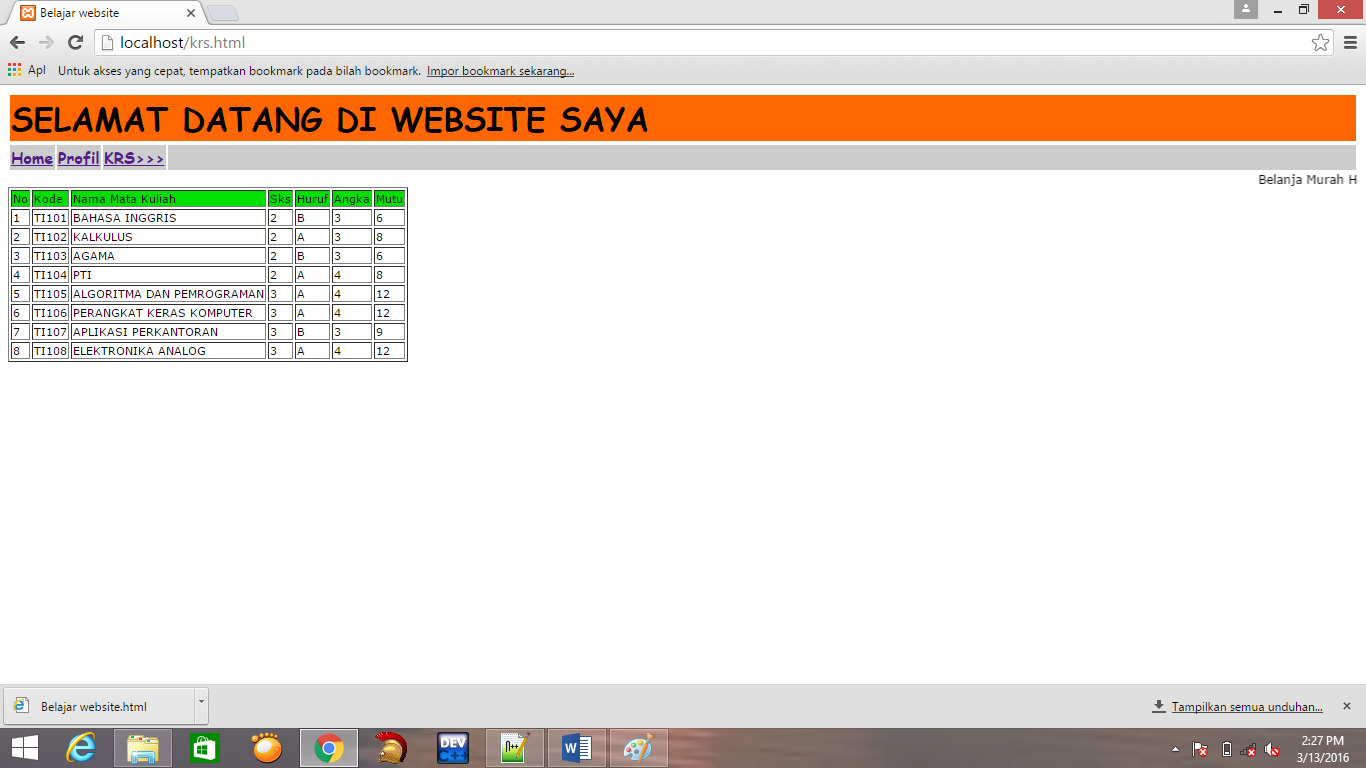 Belajar website
localhost/krs.html
Apl Untuk akses yang cepat, tempatkan bookmark pada bilah bookmark. Impor bookmark sekarang...
SELAMAT DATANG DI WEBSITE SAYA
Home Profil KRS>>>
Belanja Murah H
No Kode Nama Mata Kuliah Sks Huruf Angka Mutu
1 TI101 BAHASA INGGRIS 2 B 3 6
2 TI102 KALKULUS 2 A 3 8
3 TI103 AGAMA 2 B 3 6
4 TI104 PTI 2 A 4 8
5 TI105 ALGORITMA DAN PEMROGRAMAN 3 A 4 12
6 TI106 PERANGKAT KERAS KOMPUTER 3 A 4 12
7 TI107 APLIKASI PERKANTORAN 3 B 3 9
8 TI108 ELEKTRONIKA ANALOG 3 A 4 12
Belajar website.html Tampilkan semua unduhan...
DEV C++
2:27 PM
3/13/2016